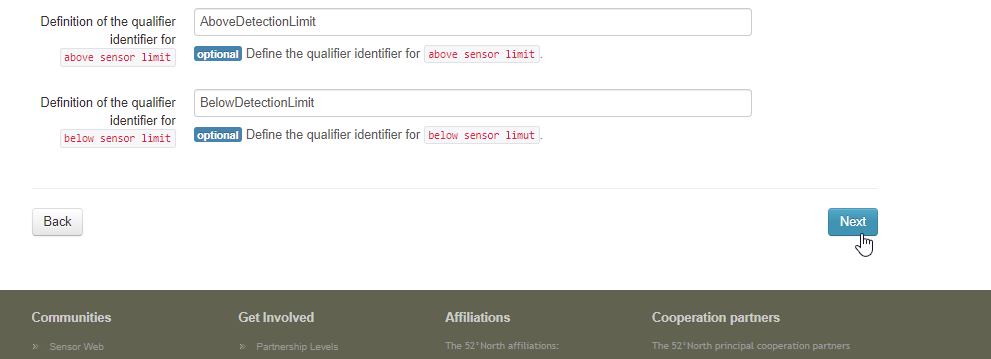 Definition of the qualifier
identifier for
above sensor limit
AboveDetectionLimit
optional Define the qualifier identifier for above sensor limit.
Definition of the qualifier
identifier for
below sensor limit
BelowDetectionLimit
optional Define the qualifier identifier for below sensor limut.
Back
Next
Communities
Get Involved
Affiliations
Cooperation partners
» Sensor Web
» Partnership Levels
The 52°North affiliations:
The 52°North principal cooperation partners